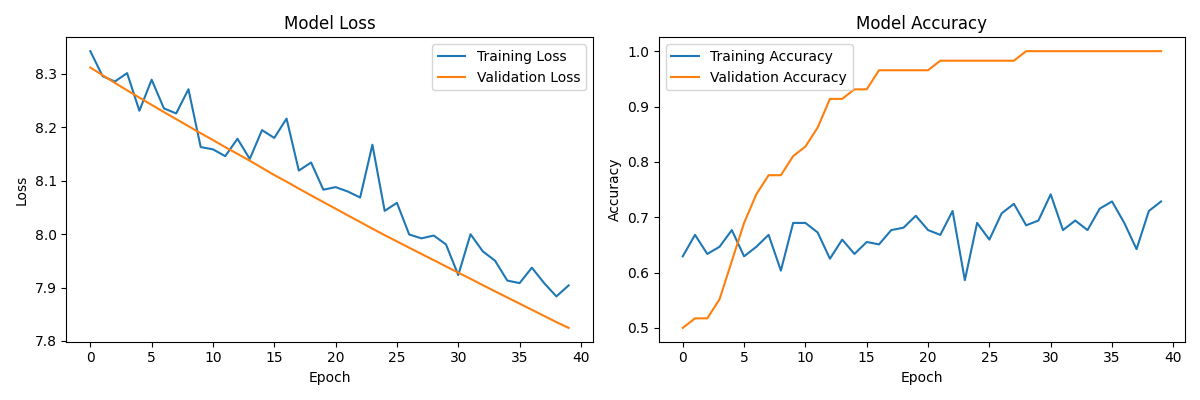 Model Loss
Training Loss
Validation Loss
8.3
8.2
8.1
8.0
7.9
7.8
Loss
0 5 10 15 20 25 30 35 40
Epoch
Model Accuracy
Training Accuracy
Validation Accuracy
1.0
0.9
0.8
0.7
0.6
0.5
Accuracy
0 5 10 15 20 25 30 35 40
Epoch